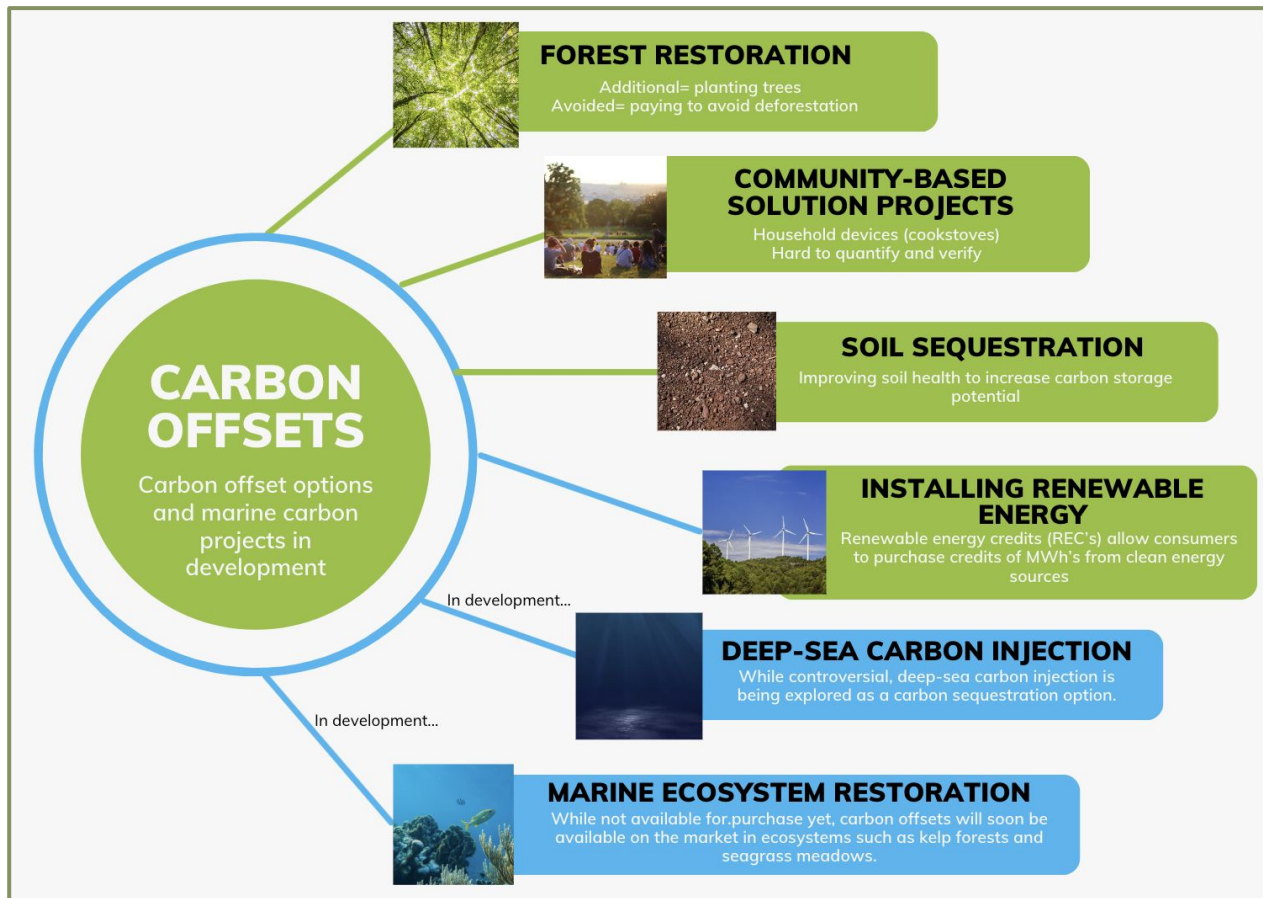 FOREST RESTORATION
Additional= planting trees
Avoided= paying to avoid deforestation
COMMUNITY-BASED
SOLUTION PROJECTS
Household devices (cookstoves)
Hard to quantify and verify
SOIL SEQUESTRATION
Improving soil health to increase carbon storage
potential
CARBON
OFFSETS
Carbon offset options
and marine carbon
projects in
development
INSTALLING RENEWABLE
ENERGY
Renewable energy credits (REC's) allow consumers
to purchase credits of MWh's from clean energy
sources
In development...
DEEP-SEA CARBON INJECTION
While controversial, deep-sea carbon injection is
being explored as a carbon sequestration option.
In development...
MARINE ECOSYSTEM RESTORATION
While not available for.purchase yet, carbon offsets will soon be
available on the market in ecosystems such as kelp forests and
seagrass meadows.